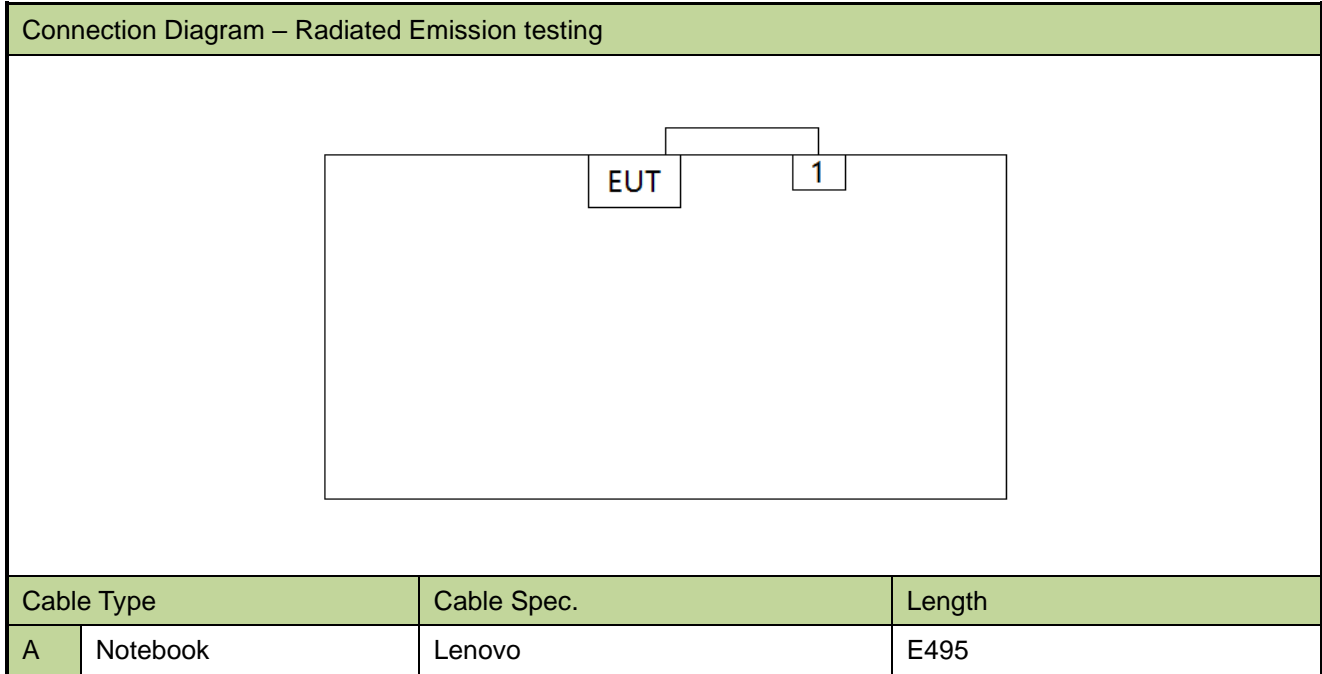 Connection Diagram – Radiated Emission testing
EUT 1
Cable Type Cable Spec. Length
A Notebook Lenovo E495